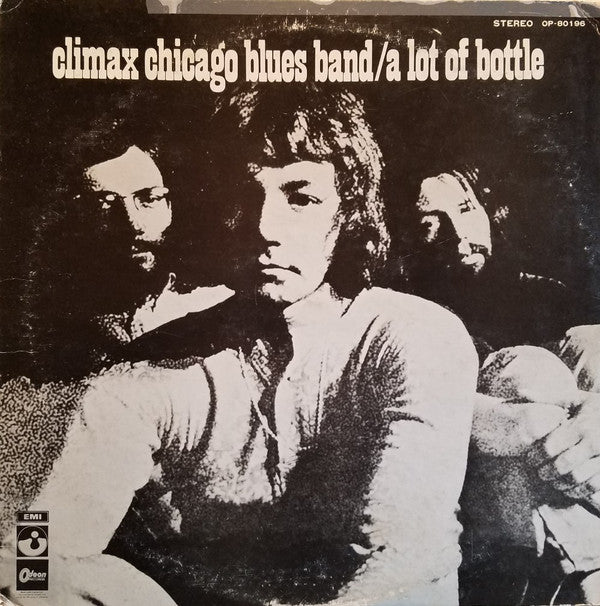 STEREO OP-80196
climax chicago blues band/a lot of bottle
EMI
Odeon